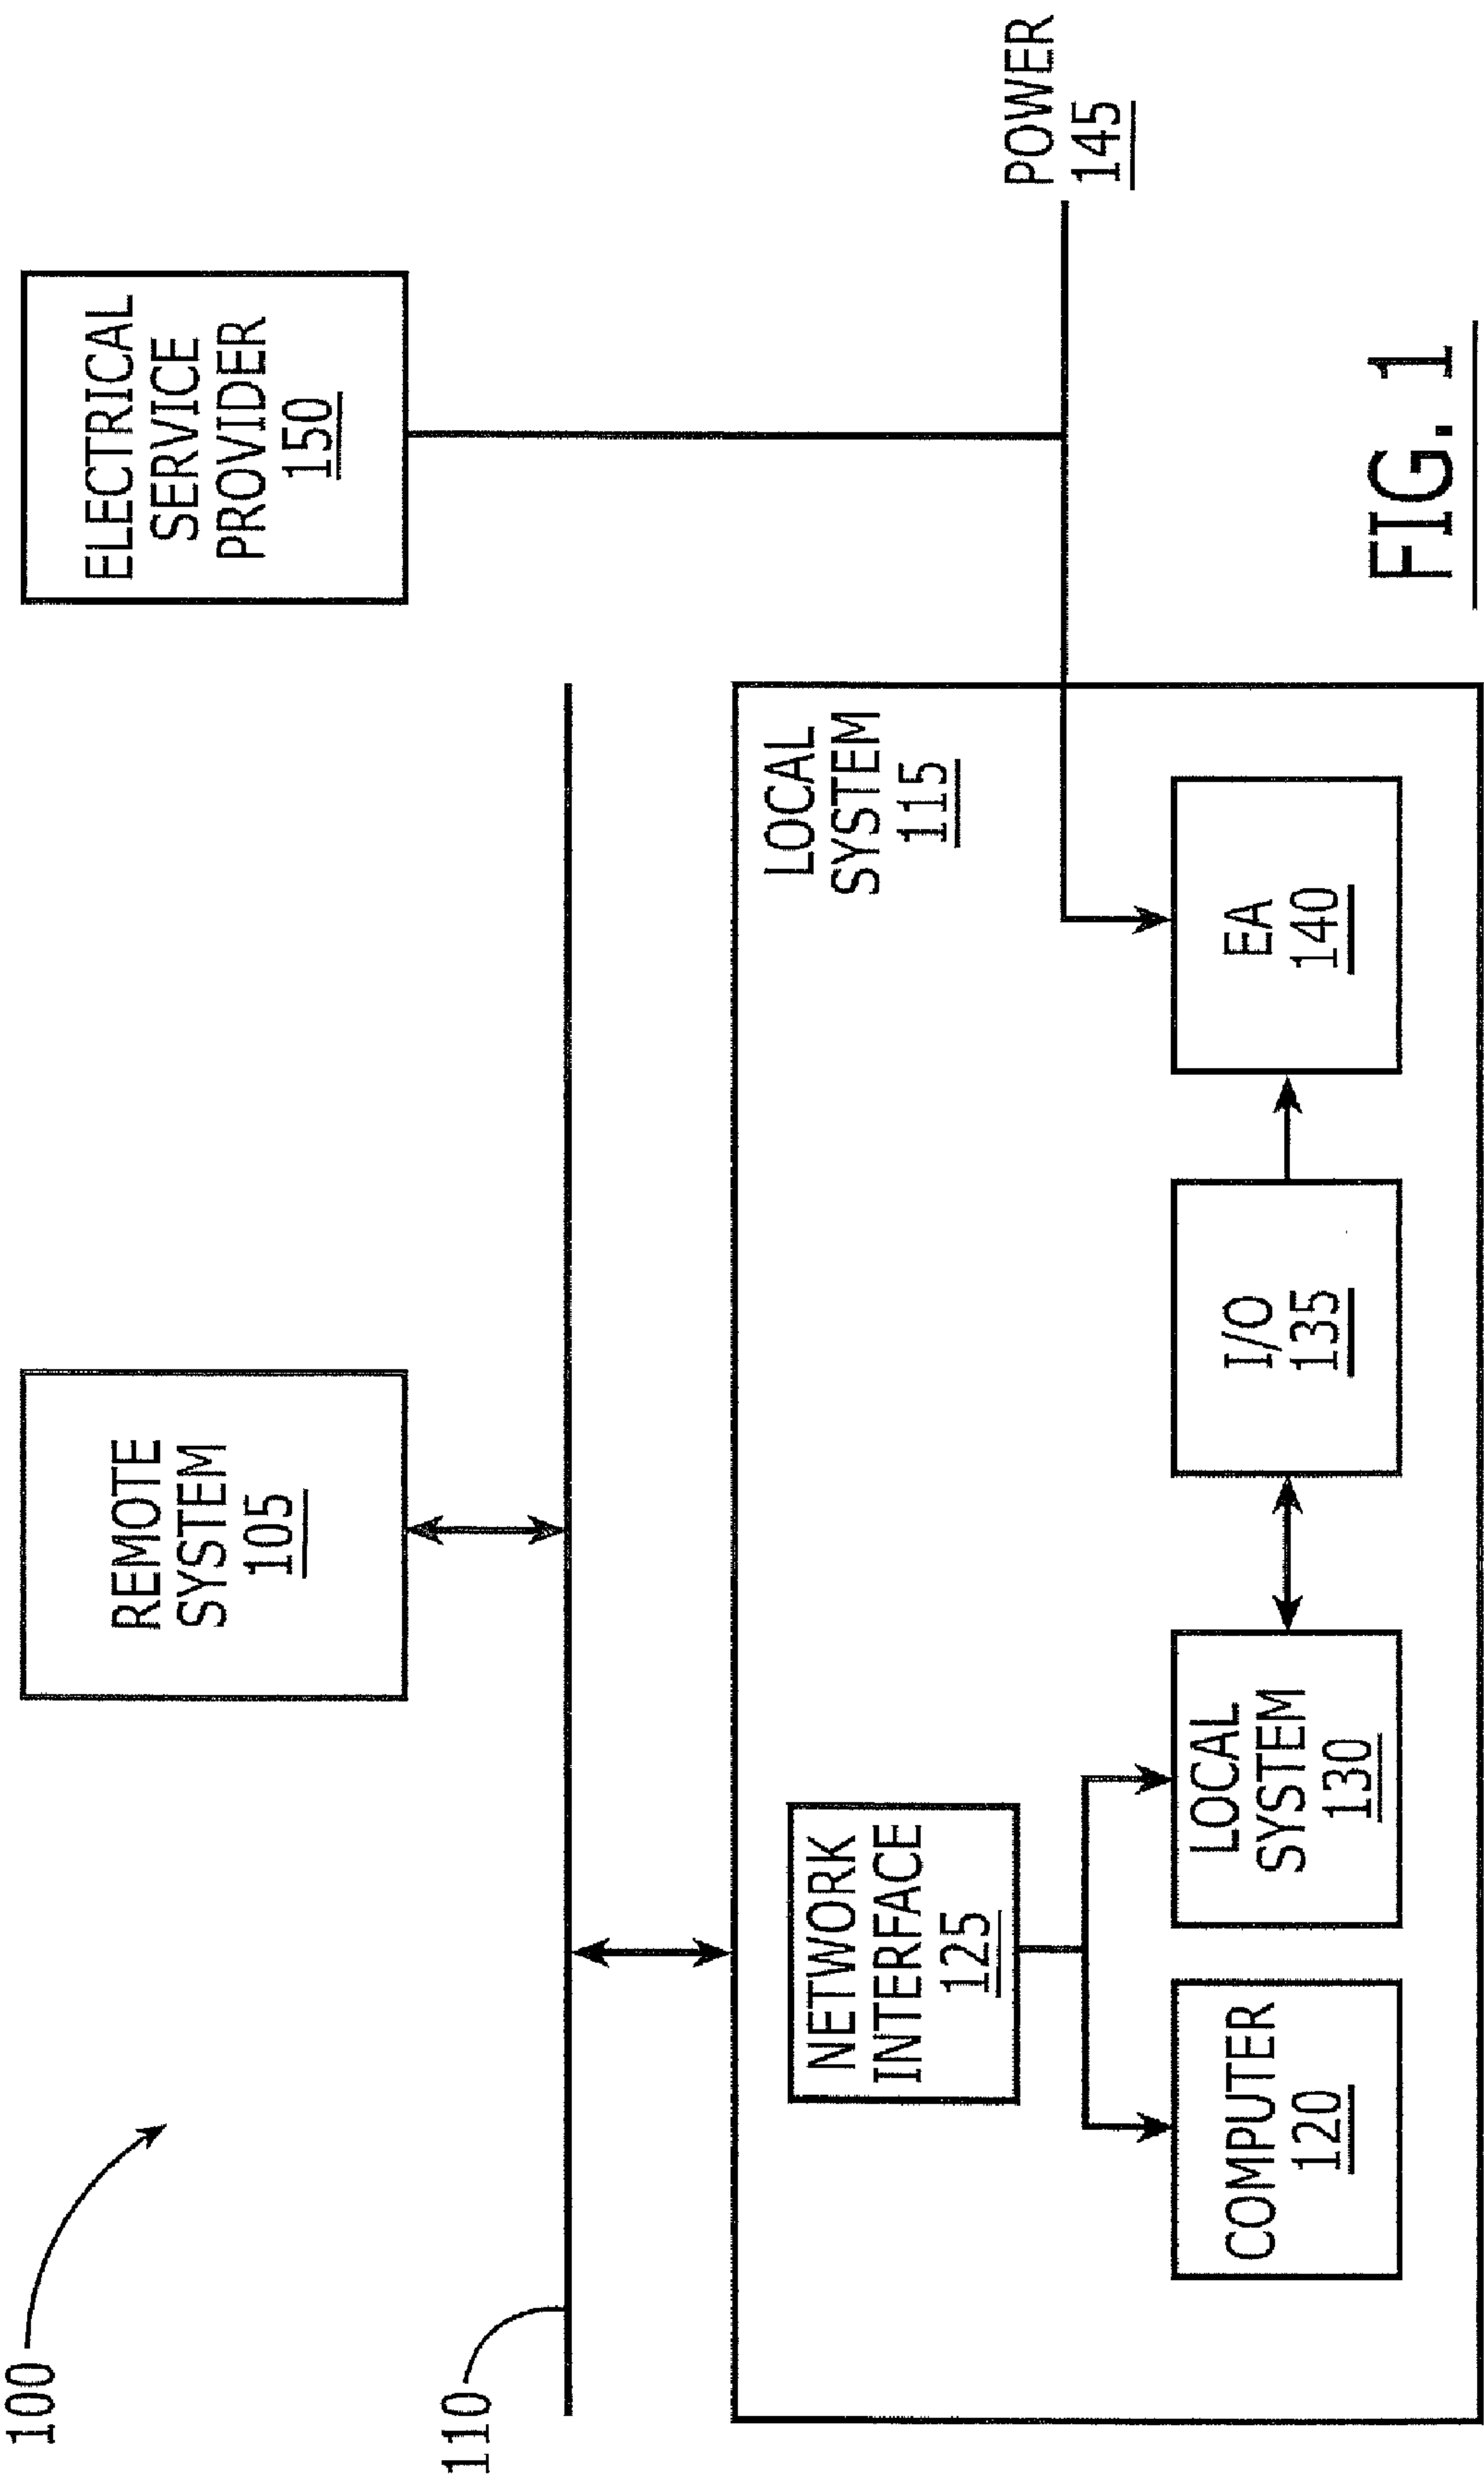 100
REMOTE
SYSTEM
105
ELECTRICAL
SERVICE
PROVIDER
150
110
LOCAL
SYSTEM
115
POWER
145
NETWORK
INTERFACE
125
COMPUTER
120
LOCAL
SYSTEM
130
I/O
135
EA
140
FIG. 1